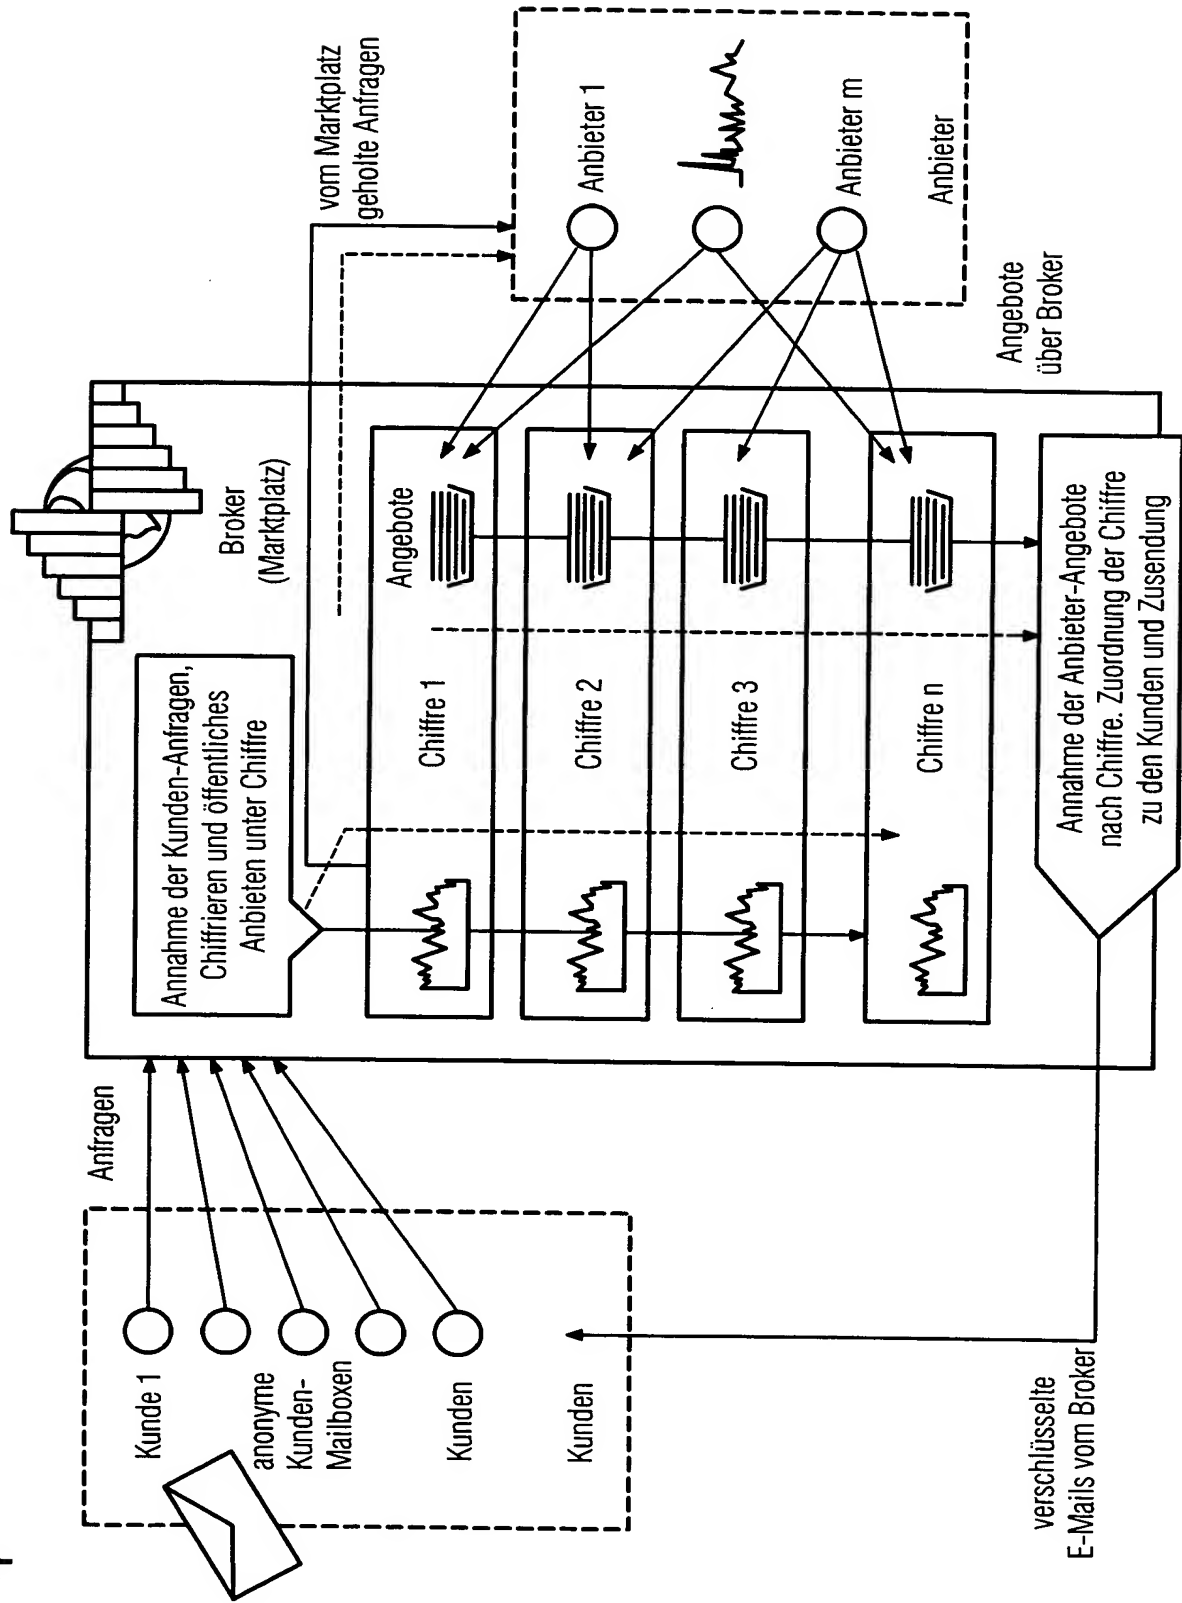 Kunde 1
anonyme
Kunden-
Mailboxen
Kunden
Kunden
Anfragen
Annahme der Kunden-Anfragen,
Chiffrieren und öffentliches
Anbieten unter Chiffre
Broker
(Marktplatz)
vom Marktplatz
geholte Anfragen
Chiffre 1
Angebote
Chiffre 2
Chiffre 3
Chiffre n
Anbieter 1
Anbieter m
Anbieter
Angebote
über Broker
Annahme der Anbieter-Angebote
nach Chiffre. Zuordnung der Chiffre
zu den Kunden und Zusendung
verschlüsselte
E-Mails vom Broker